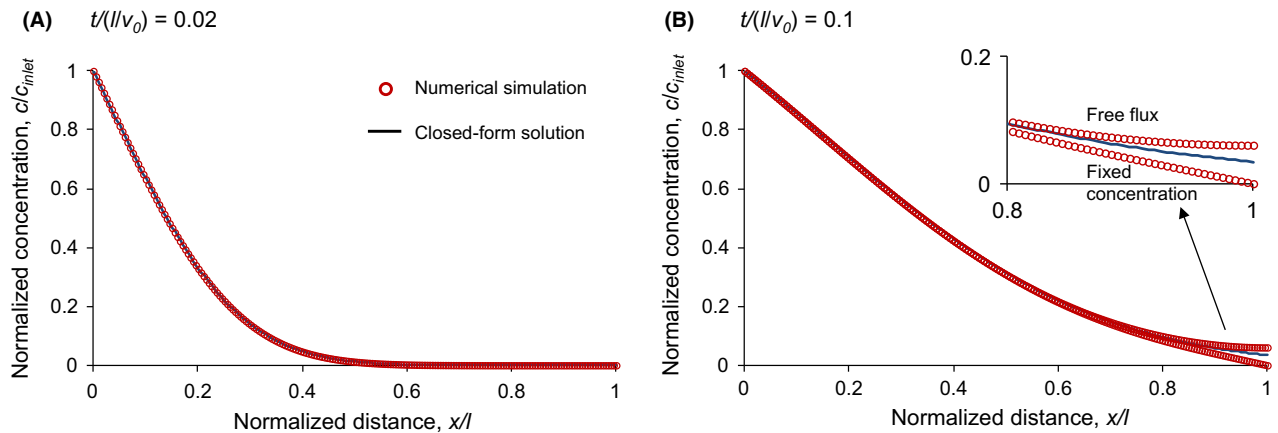 (A) t/(l/v0) = 0.02
Normalized concentration, c/cinlet
1
0.8
0.6
0.4
0.2
0
0 0.2 0.4 0.6 0.8 1
Normalized distance, x/l
Numerical simulation
Closed-form solution
(B) t/(l/v0) = 0.1
Normalized concentration, c/cinlet
1
0.8
0.6
0.4
0.2
0
0 0.2 0.4 0.6 0.8 1
Normalized distance, x/l
0.2
0
0.8 1
Free flux
Fixed
concentration